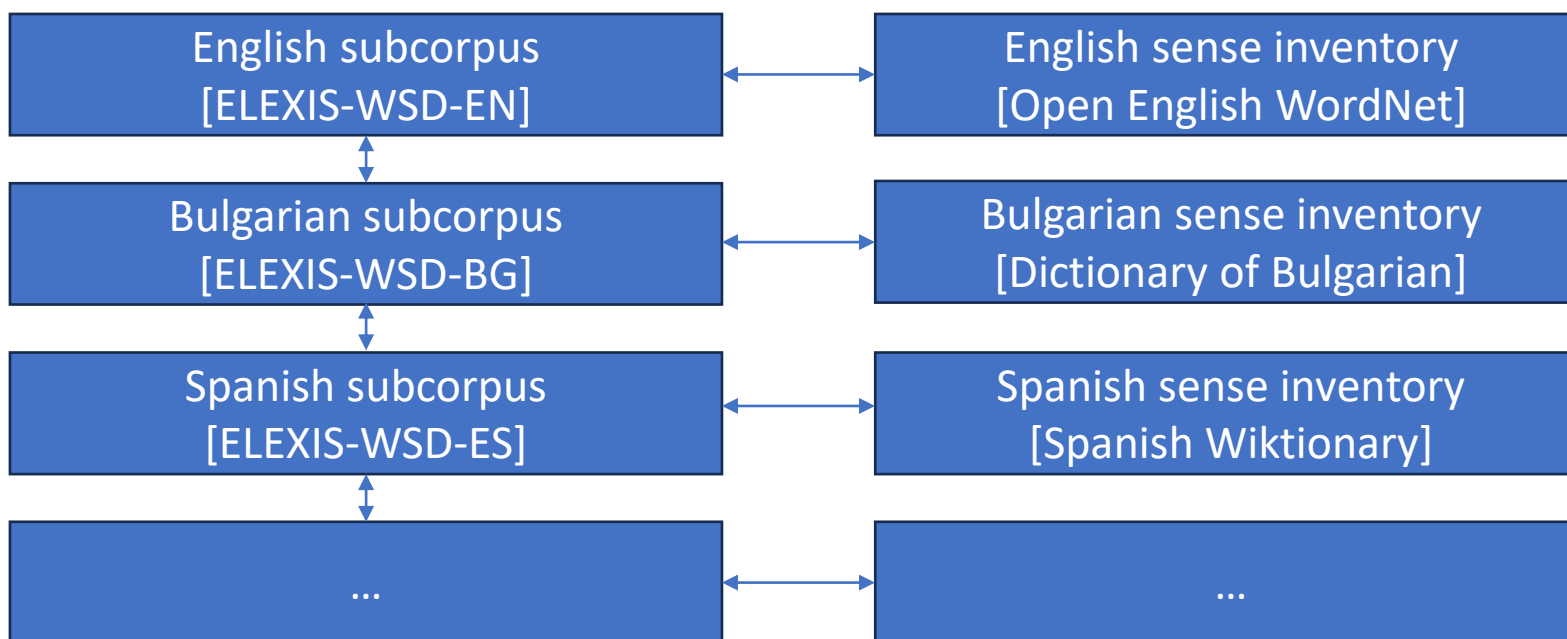 English subcorpus
[ELEXIS-WSD-EN]
English sense inventory
[Open English WordNet]
Bulgarian subcorpus
[ELEXIS-WSD-BG]
Bulgarian sense inventory
[Dictionary of Bulgarian]
Spanish subcorpus
[ELEXIS-WSD-ES]
Spanish sense inventory
[Spanish Wiktionary]
...
...